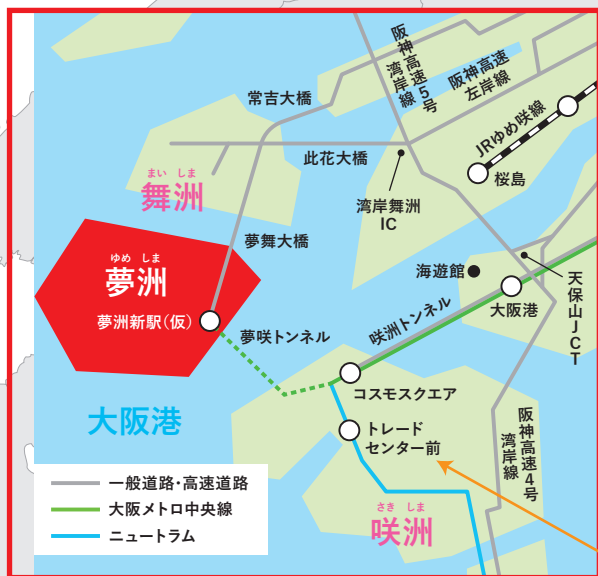 阪神高速5号
湾岸線
阪神高速
左岸線
常吉大橋
JRゆめ咲線
此花大橋
桜島
まいしま
舞洲
湾岸舞洲
IC
夢舞大橋
ゆめしま
夢洲
海遊館
天保山JCT
大阪港
夢洲新駅(仮)
夢咲トンネル
咲洲トンネル
コスモスクエア
大阪港
トレード
センター前
阪神高速4号
湾岸線
一般道路・高速道路
大阪メトロ中央線
ニュートラム
さきしま
咲洲